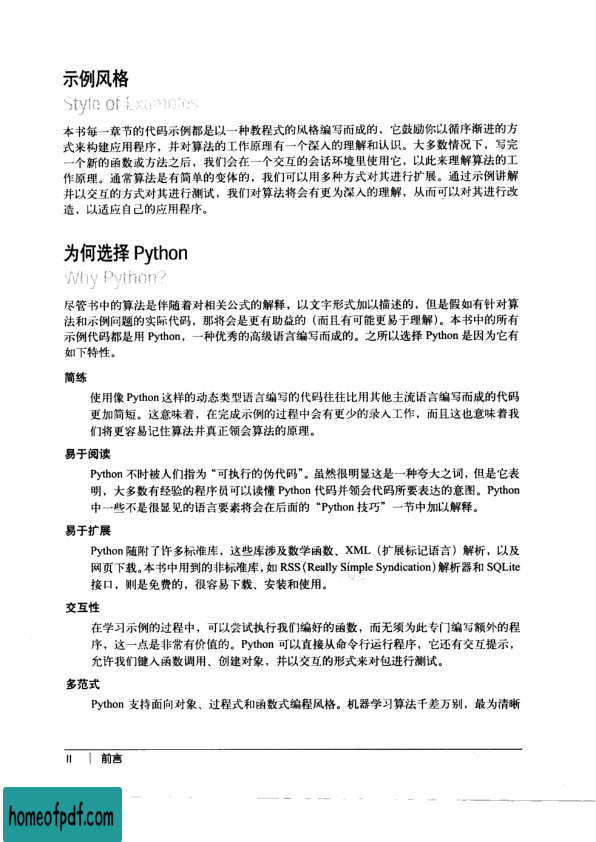 示例风格
Style of Examples
本书每一章节的代码示例都是以一种教程式的风格编写而成的，它鼓励你以循序渐进的方
式来构建应用程序，并对算法的工作原理有一个深入的理解和认识。大多数情况下，写完
一个新的函数或方法之后，我们会在一个交互的会话环境里使用它，以此来理解算法的工
作原理。通常算法是有简单的变体的，我们可以用多种方式对其进行扩展。通过示例讲解
并以交互的方式对其进行测试，我们对算法将会有更为深入的理解，从而可以对其进行改
造，以适应自己的应用程序。
为何选择 Python
Why Python?
尽管书中的算法是伴随着对相关公式的解释，以文字形式加以描述的，但是假如有针对算
法和示例问题的实际代码，那将会是更有助益的（而且有可能更易于理解）。本书中的所有
示例代码都是用 Python，一种优秀的高级语言编写而成的。之所以选择 Python 是因为它有
如下特性。
简练
使用像 Python 这样的动态类型语言编写的代码往往比用其他主流语言编写而成的代码
更加简短。这意味着，在完成示例的过程中会有更少的录入工作，而且这也意味着我
们将更容易记住算法并真正领会算法的原理。
易于阅读
Python 不时被人们指为“可执行的伪代码”。虽然很明显这是一种夸大之词，但是它表
明，大多数有经验的程序员可以读懂 Python 代码并领会代码所要表达的意图。Python
中一些不是很显见的语言要素将会在后面的“Python 技巧”一节中加以解释。
易于扩展
Python 随附了许多标准库，这些库涉及数学函数、XML（扩展标记语言）解析，以及
网页下载。本书中用到的非标准库，如 RSS（Really Simple Syndication）解析器和 SQLite
接口，则是免费的，很容易下载、安装和使用。
交互性
在学习示例的过程中，可以尝试执行我们编好的函数，而无须为此专门编写额外的程
序，这一点是非常有价值的。Python 可以直接从命令行运行程序，它还有交互提示，
允许我们键入函数调用、创建对象，并以交互的形式来对包进行测试。
多范式
Python 支持面向对象、过程式和函数式编程风格。机器学习算法千差万别，最为清晰
II | 前言
homeofpdf.com